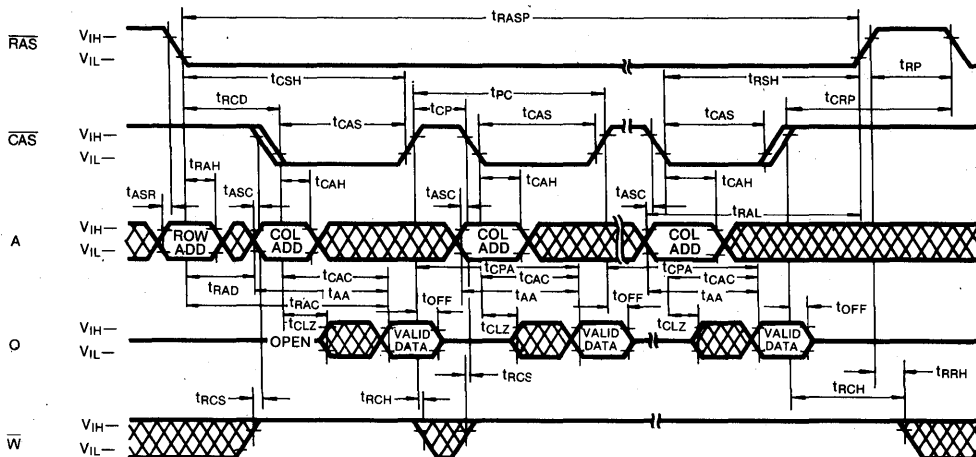 tRASP
RAS VIH—
VIL—
tCSH tRSH tRP
tRCD tPC tCRP
tCP
CAS VIH— tCAS tCAS tCAS
VIL—
tRAH
tASR tASC tCAH tASC tCAH tASC tCAH
tRAL
A VIH— ROW ADD COL ADD COL ADD COL ADD
VIL—
tCAC tCPA tCPA
tRAD tAA tCAC tCAC
tRAC tOFF tAA tOFF tAA tOFF
tCLZ tCLZ tCLZ
O VIH— OPEN VALID DATA VALID DATA VALID DATA
VIL—
tRCS tRRH
tRCS tRCH tRCH
W VIH—
VIL—